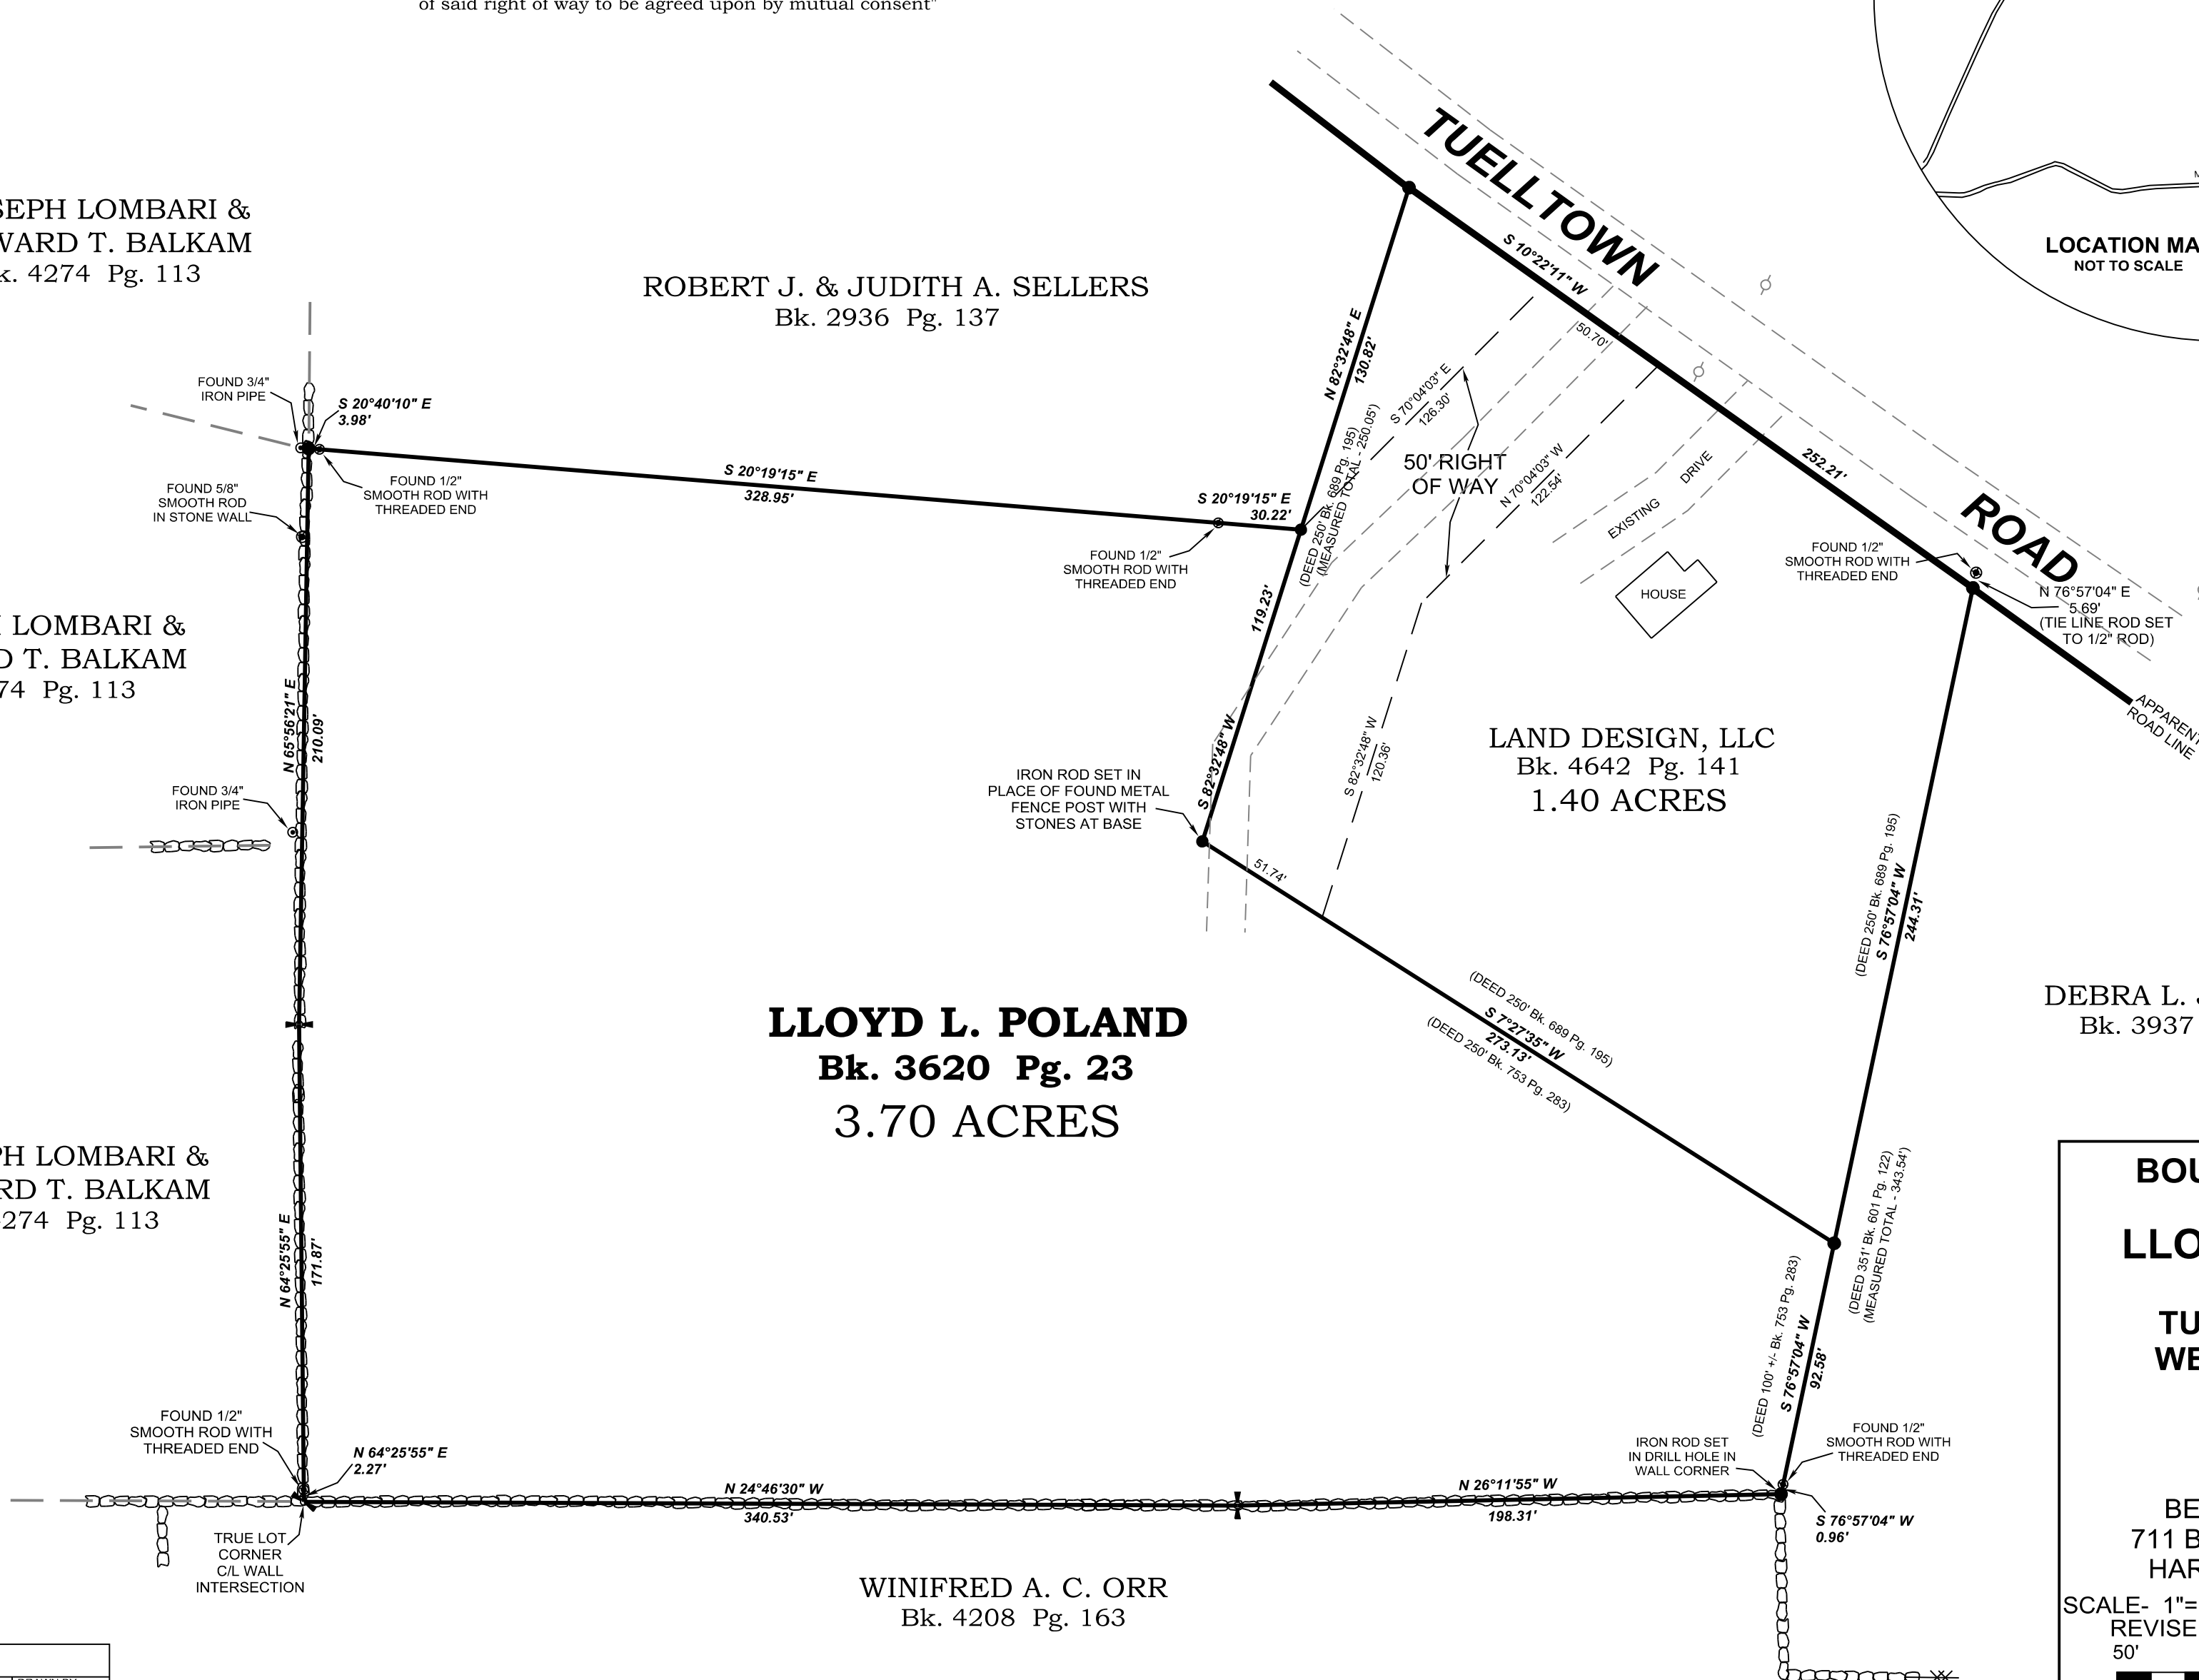 of said right of way to be agreed upon by mutual consent"
TUELLTOWN
ROAD
LOCATION MA
NOT TO SCALE
SEPH LOMBARI &
WARD T. BALKAM
k. 4274 Pg. 113
ROBERT J. & JUDITH A. SELLERS
Bk. 2936 Pg. 137
S 10°22'11" W
50.70'
252.21'
N 82°32'48" E
130.82'
(DEED 250' Bk. 689 Pg. 195)
(MEASURED TOTAL - 250.05')
S 70°04'03" E
126.30'
50' RIGHT
OF WAY
N 70°04'03" W
122.54'
EXISTING
DRIVE
HOUSE
FOUND 3/4"
IRON PIPE
S 20°40'10" E
3.98'
FOUND 1/2"
SMOOTH ROD WITH
THREADED END
FOUND 5/8"
SMOOTH ROD
IN STONE WALL
S 20°19'15" E
328.95'
S 20°19'15" E
30.22'
FOUND 1/2"
SMOOTH ROD WITH
THREADED END
FOUND 1/2"
SMOOTH ROD WITH
THREADED END
N 76°57'04" E
5.69'
(TIE LINE ROD SET
TO 1/2" ROD)
APPARENT
ROAD LINE
H LOMBARI &
D T. BALKAM
74 Pg. 113
N 65°56'21" E
210.09'
119.23'
S 82°32'48" W
S 82°32'48" W
120.36'
LAND DESIGN, LLC
Bk. 4642 Pg. 141
1.40 ACRES
FOUND 3/4"
IRON PIPE
IRON ROD SET IN
PLACE OF FOUND METAL
FENCE POST WITH
STONES AT BASE
51.74'
(DEED 250' Bk. 689 Pg. 195)
S 76°57'04" W
244.31'
(DEED 250' Bk. 689 Pg. 195)
S 7°27'35" W
273.13'
(DEED 250' Bk. 753 Pg. 283)
DEBRA L.
Bk. 3937
LLOYD L. POLAND
Bk. 3620 Pg. 23
3.70 ACRES
PH LOMBARI &
RD T. BALKAM
274 Pg. 113
N 64°25'55" E
171.87'
(DEED 351' Bk. 601 Pg. 122)
(MEASURED TOTAL - 343.54')
(DEED 100' +/- Bk. 753 Pg. 283)
S 76°57'04" W
92.58'
FOUND 1/2"
SMOOTH ROD WITH
THREADED END
N 64°25'55" E
2.27'
N 24°46'30" W
340.53'
N 26°11'55" W
198.31'
IRON ROD SET
IN DRILL HOLE IN
WALL CORNER
FOUND 1/2"
SMOOTH ROD WITH
THREADED END
S 76°57'04" W
0.96'
TRUE LOT
CORNER
C/L WALL
INTERSECTION
WINIFRED A. C. ORR
Bk. 4208 Pg. 163
BOU
LLO
TU
WE
BE
711 B
HAR
SCALE- 1"=
REVISE
50'